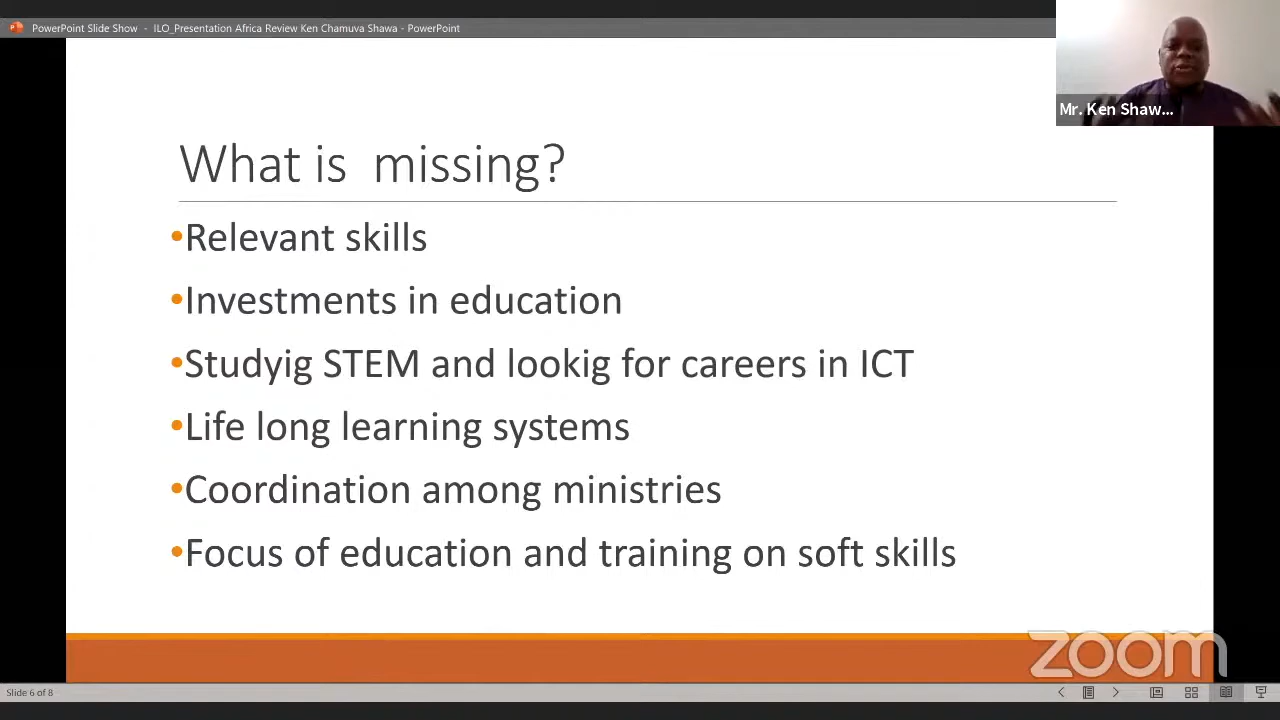 PowerPoint Slide Show - ILO_Presentation Africa Review Ken Chamuva Shawa - PowerPoint
Mr. Ken Shaw...
What is missing?
•Relevant skills
•Investments in education
•Studyig STEM and lookig for careers in ICT
•Life long learning systems
•Coordination among ministries
•Focus of education and training on soft skills
zoom
Slide 6 of 8